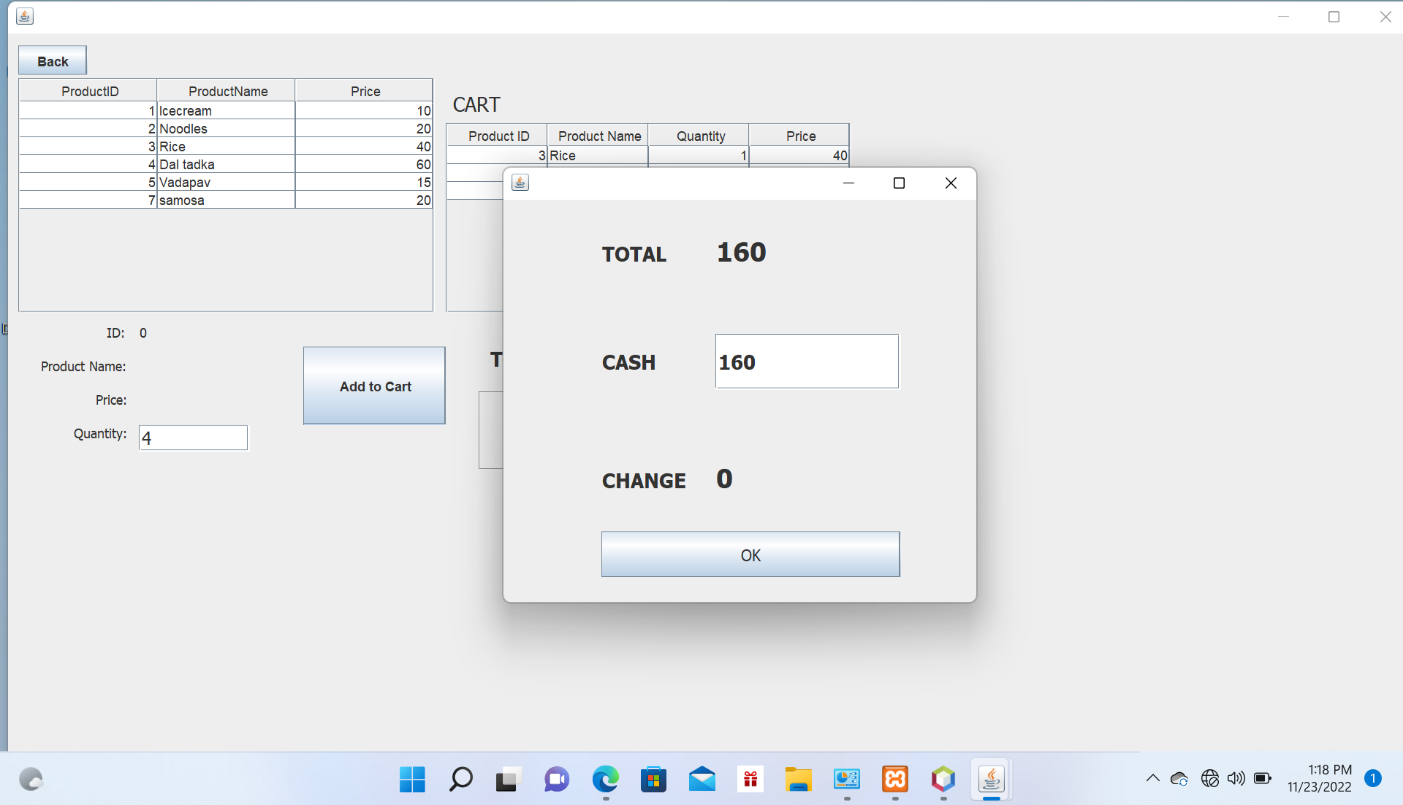 Back
ProductID ProductName Price
1 Icecream 10
2 Noodles 20
3 Rice 40
4 Dal tadka 60
5 Vadapav 15
7 samosa 20
CART
Product ID Product Name Quantity Price
3 Rice 1 40
TOTAL 160
CASH 160
CHANGE 0
OK
ID: 0
Product Name:
Price:
Quantity: 4
Add to Cart
T
1:18 PM
11/23/2022
1